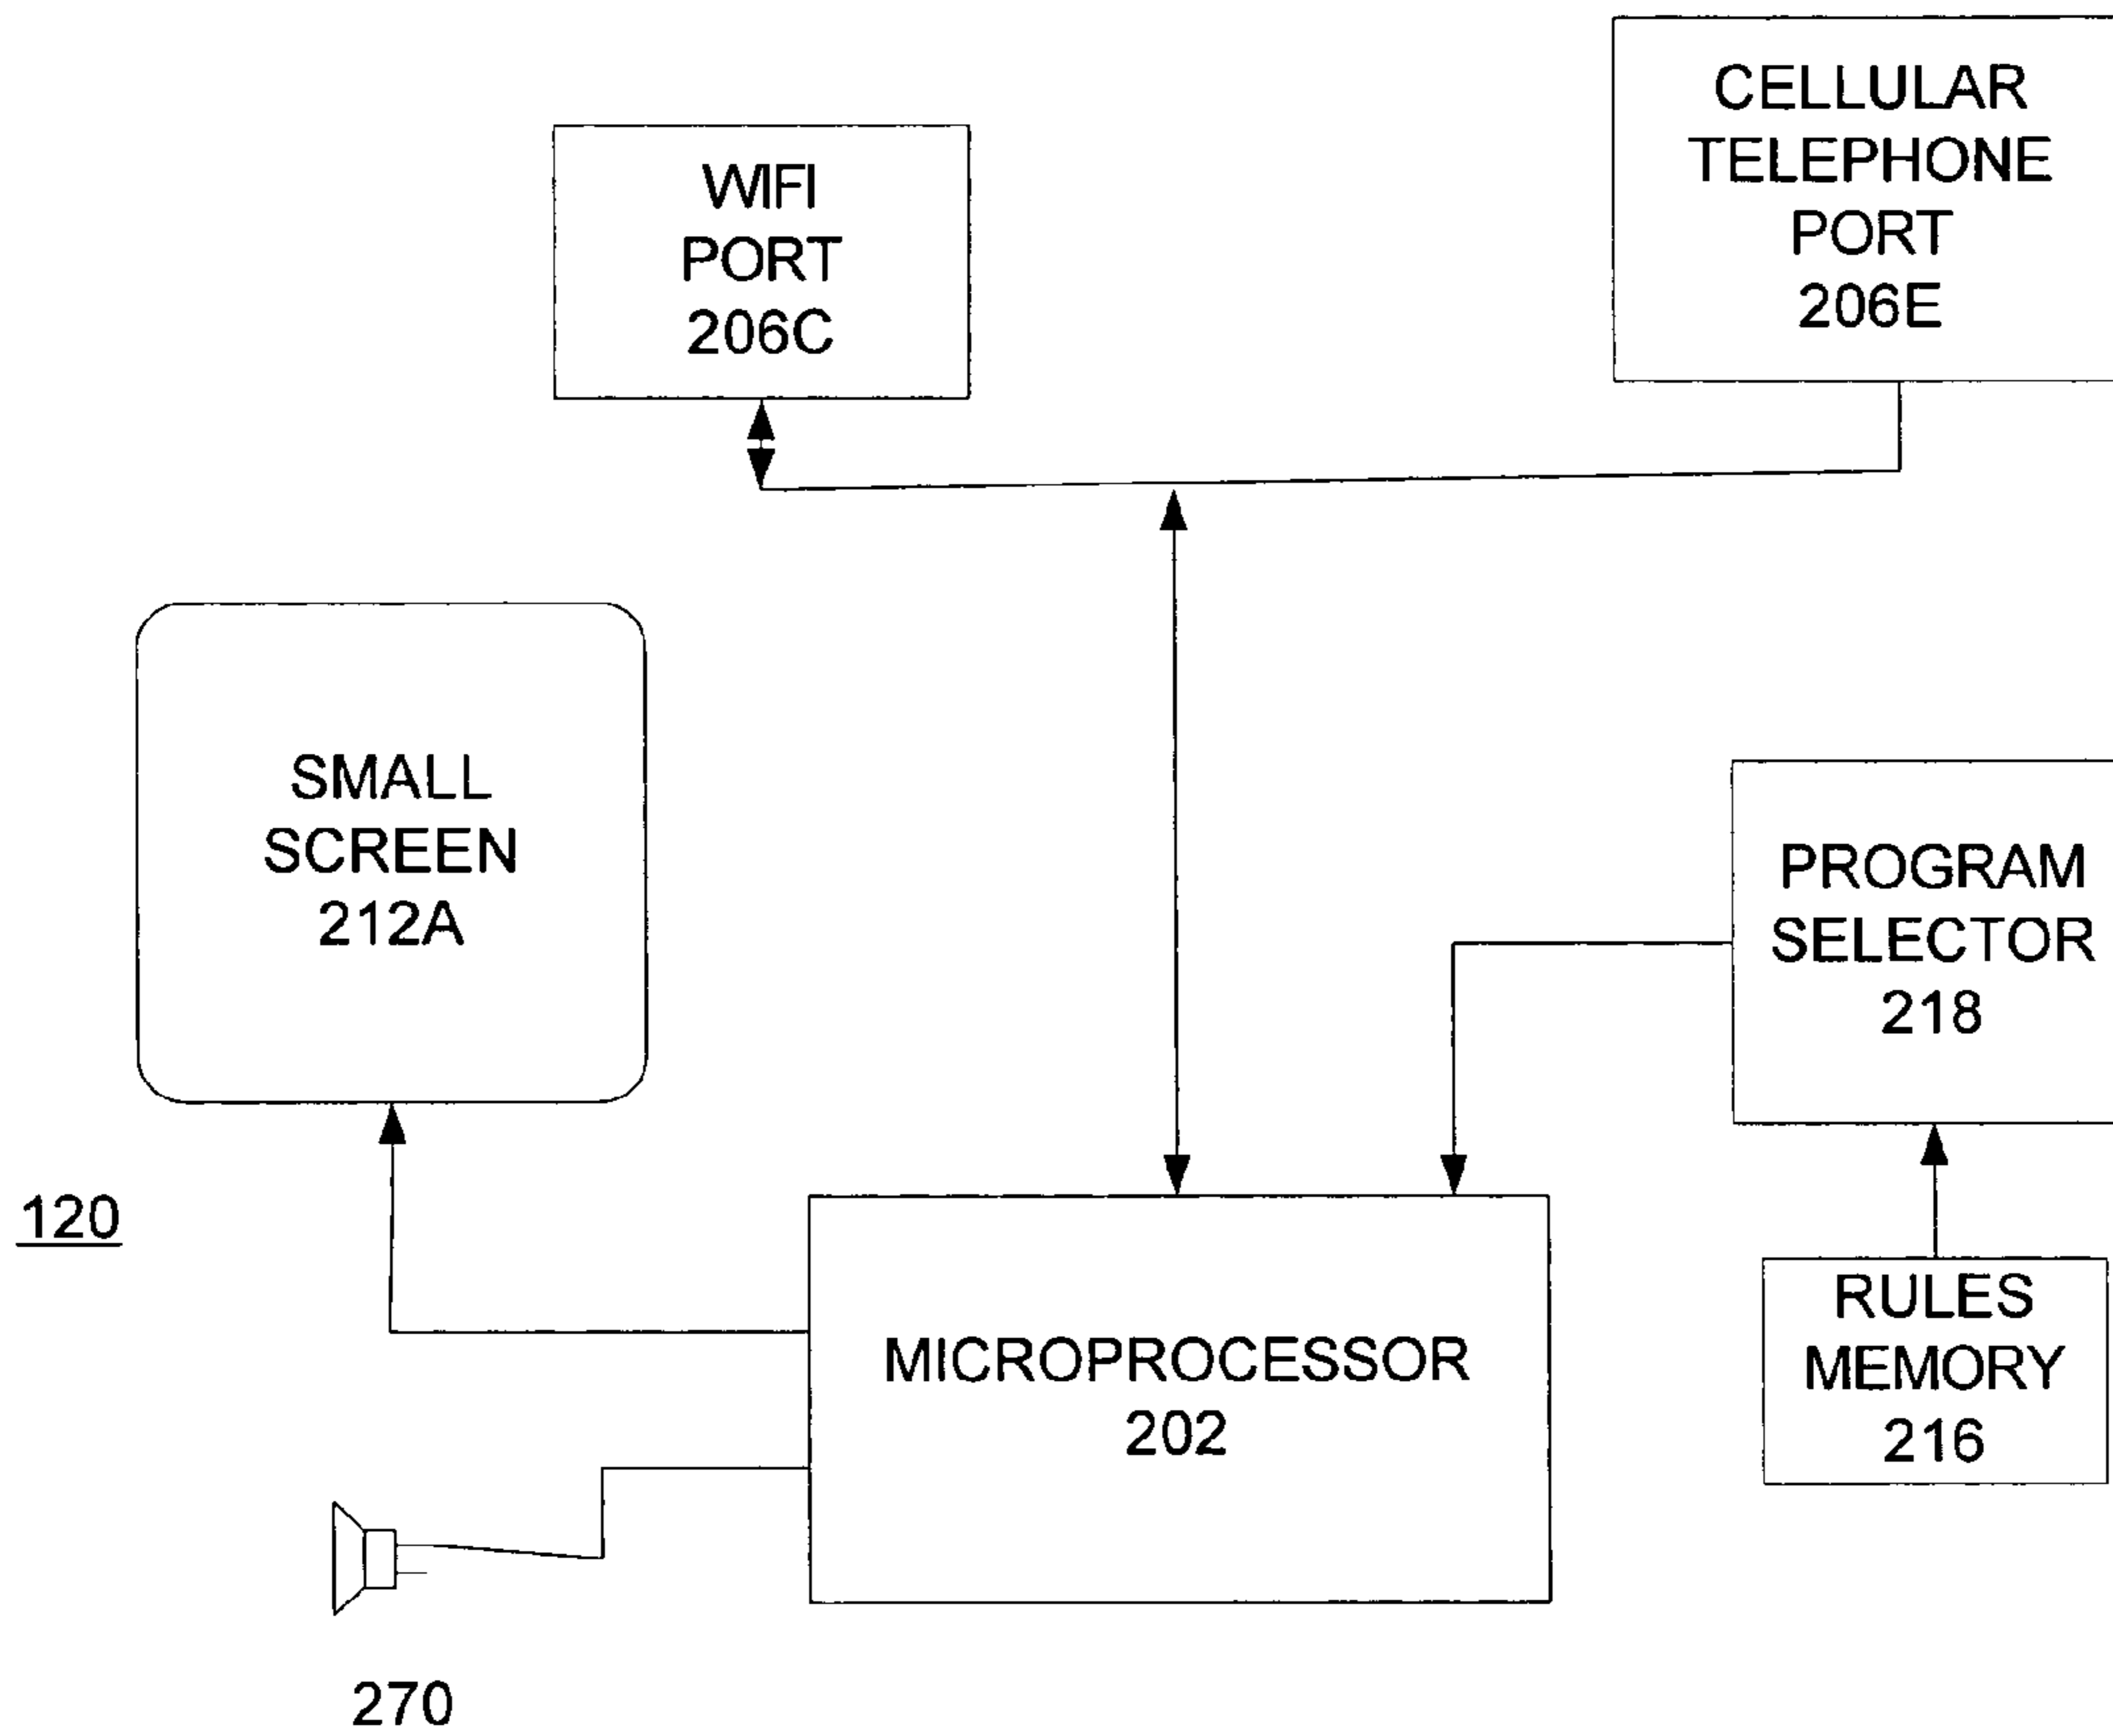 CELLULAR
TELEPHONE
PORT
206E
WIFI
PORT
206C
SMALL
SCREEN
212A
PROGRAM
SELECTOR
218
120
RULES
MEMORY
216
MICROPROCESSOR
202
270